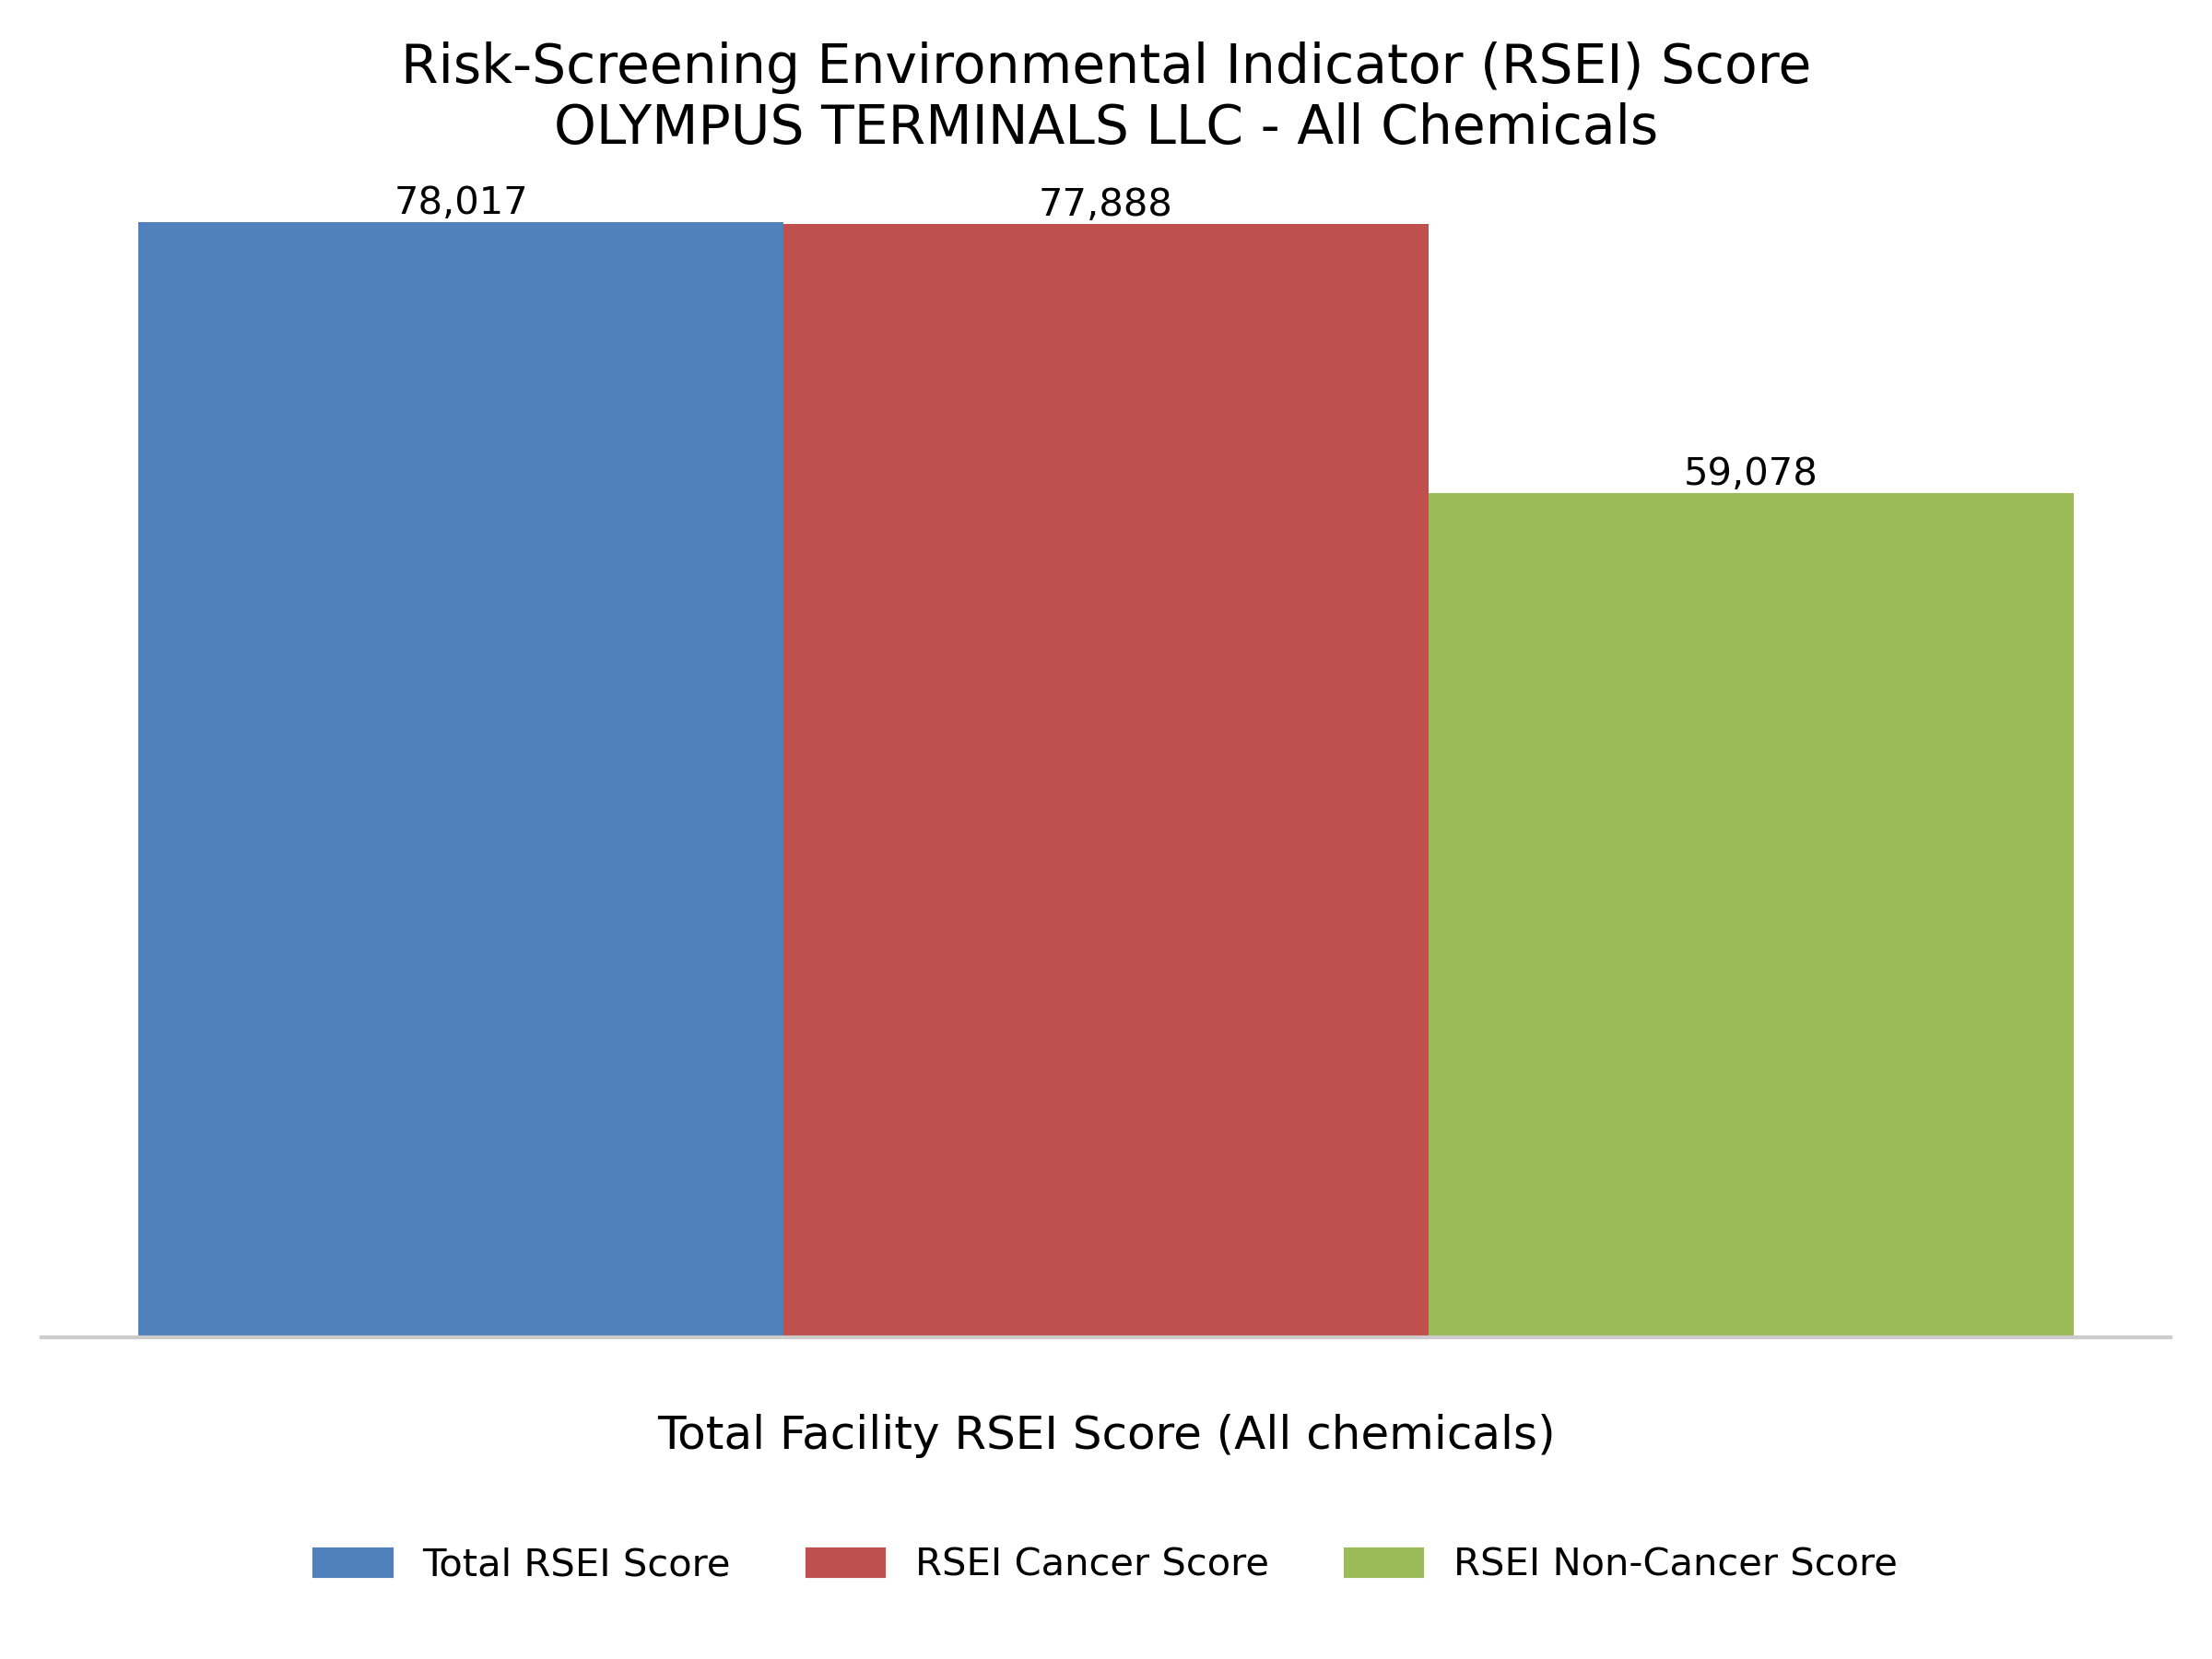 Risk-Screening Environmental Indicator (RSEI) Score
OLYMPUS TERMINALS LLC - All Chemicals
78,017
77,888
59,078
Total Facility RSEI Score (All chemicals)
Total RSEI Score
RSEI Cancer Score
RSEI Non-Cancer Score